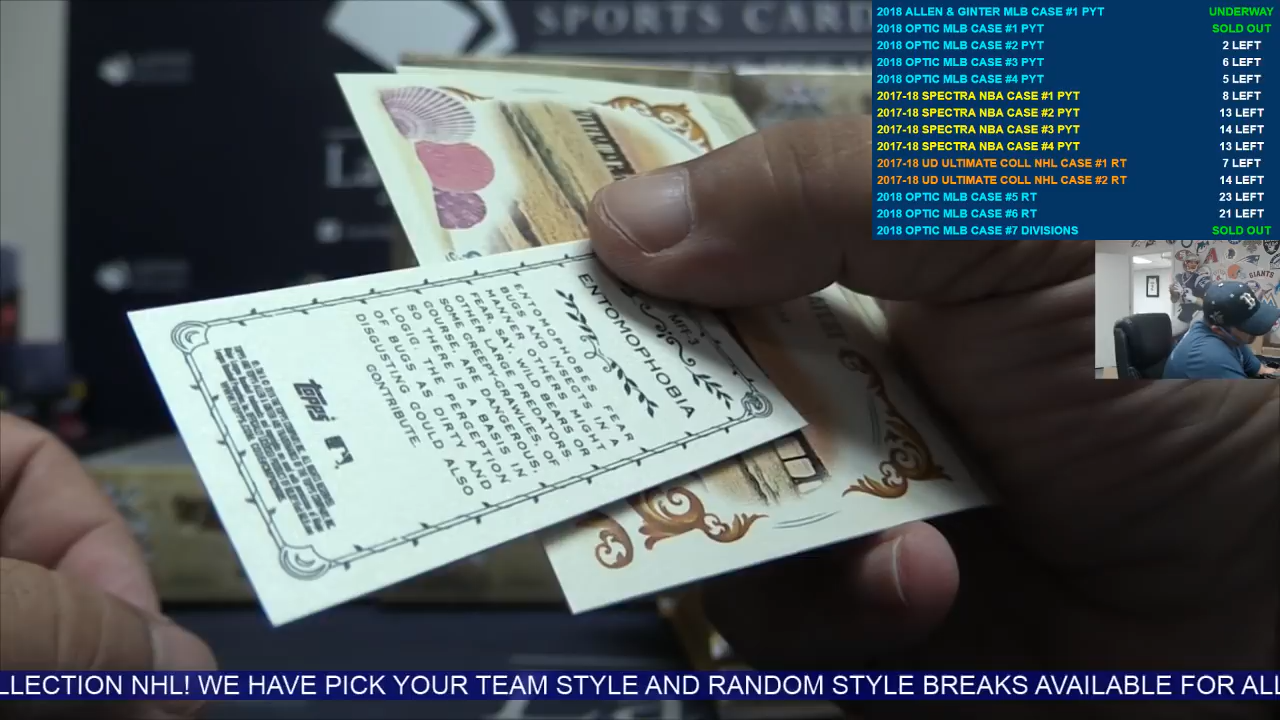 SPORTS CARD
2018 ALLEN & GINTER MLB CASE #1 PYT UNDERWAY
2018 OPTIC MLB CASE #1 PYT SOLD OUT
2018 OPTIC MLB CASE #2 PYT 2 LEFT
2018 OPTIC MLB CASE #3 PYT 6 LEFT
2018 OPTIC MLB CASE #4 PYT 5 LEFT
2017-18 SPECTRA NBA CASE #1 PYT 8 LEFT
2017-18 SPECTRA NBA CASE #2 PYT 13 LEFT
2017-18 SPECTRA NBA CASE #3 PYT 14 LEFT
2017-18 SPECTRA NBA CASE #4 PYT 13 LEFT
2017-18 UD ULTIMATE COLL NHL CASE #1 RT 7 LEFT
2017-18 UD ULTIMATE COLL NHL CASE #2 RT 14 LEFT
2018 OPTIC MLB CASE #5 RT 23 LEFT
2018 OPTIC MLB CASE #6 RT 21 LEFT
2018 OPTIC MLB CASE #7 DIVISIONS SOLD OUT
GIANTS
MFF-3
ENTOMOPHOBIA
ENTOMOPHOBES FEAR
BUGS AND INSECTS IN A
MANNER OTHERS MIGHT
FEAR, SAY, WILD BEARS OR
OTHER LARGE PREDATORS.
SOME CREEPY-CRAWLIES, OF
COURSE, ARE DANGEROUS,
SO THERE IS A BASIS IN
LOGIC. THE PERCEPTION
OF BUGS AS DIRTY AND
DISGUSTING COULD ALSO
CONTRIBUTE.
TOPPS
LLECTION NHL! WE HAVE PICK YOUR TEAM STYLE AND RANDOM STYLE BREAKS AVAILABLE FOR ALL